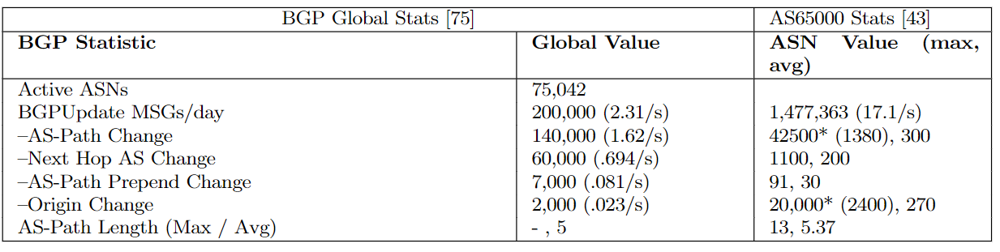 BGP Global Stats [75] AS65000 Stats [43]
BGP Statistic Global Value ASN Value (max,
avg)
Active ASNs 75,042
BGPUpdate MSGs/day 200,000 (2.31/s) 1,477,363 (17.1/s)
–AS-Path Change 140,000 (1.62/s) 42500* (1380), 300
–Next Hop AS Change 60,000 (.694/s) 1100, 200
–AS-Path Prepend Change 7,000 (.081/s) 91, 30
–Origin Change 2,000 (.023/s) 20,000* (2400), 270
AS-Path Length (Max / Avg) - , 5 13, 5.37